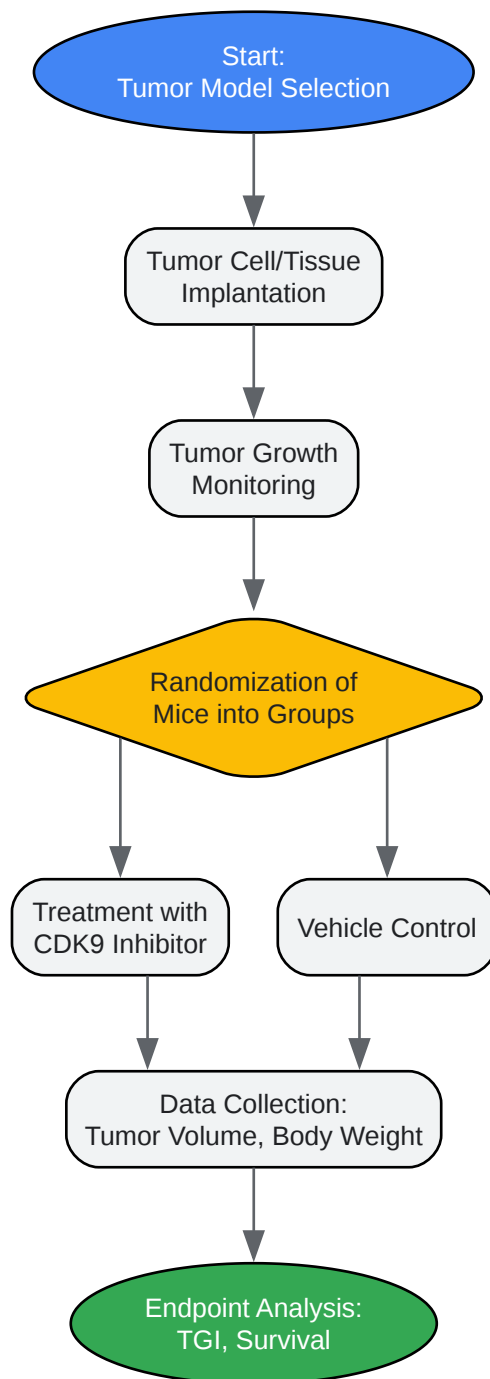 Start:
Tumor Model Selection
Tumor Cell/Tissue
Implantation
Tumor Growth
Monitoring
Randomization of
Mice into Groups
Treatment with
CDK9 Inhibitor
Vehicle Control
Data Collection:
Tumor Volume, Body Weight
Endpoint Analysis:
TGI, Survival